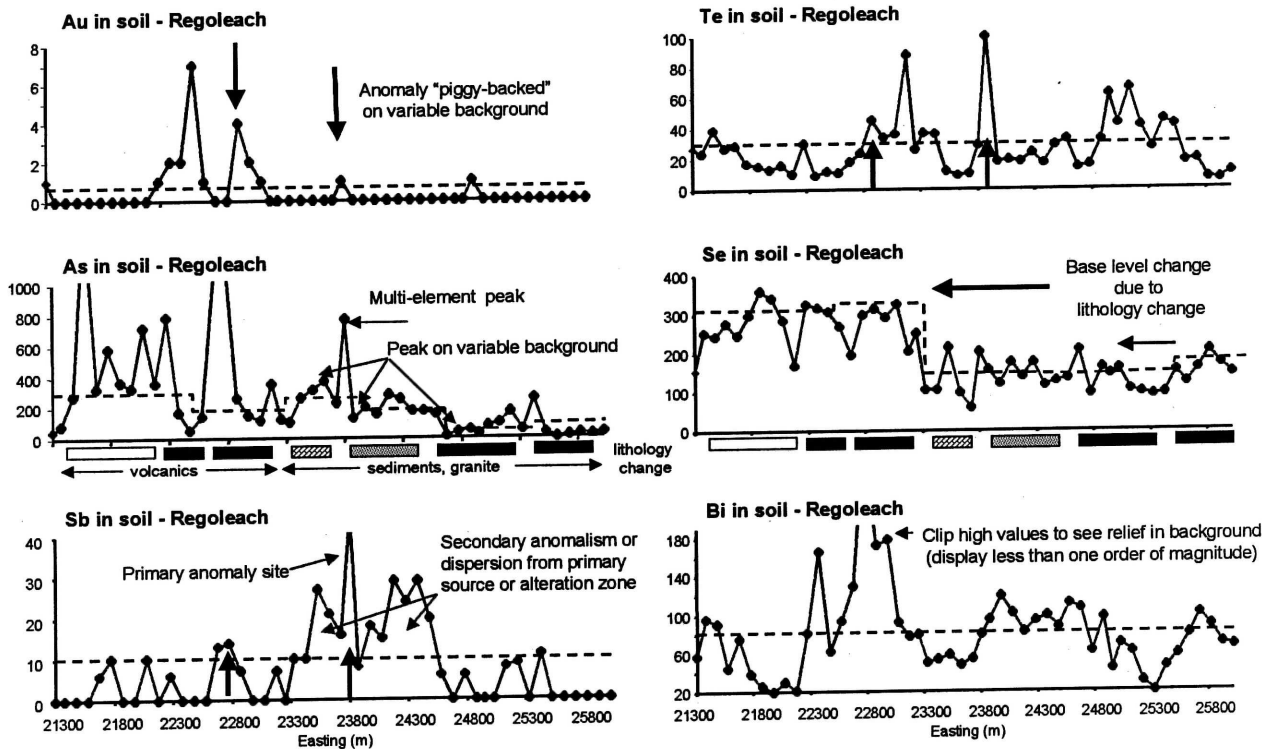 Au in soil - Regoleach
8
6
4
2
0
Anomaly "piggy-backed"
on variable background
Te in soil - Regoleach
100
80
60
40
20
0
As in soil - Regoleach
1000
800
600
400
200
0
Multi-element peak
Peak on variable background
volcanics
sediments, granite
lithology
change
Se in soil - Regoleach
400
300
200
100
0
Base level change
due to
lithology change
Sb in soil - Regoleach
40
30
20
10
0
Primary anomaly site
Secondary anomalism or
dispersion from primary
source or alteration zone
21300 21800 22300 22800 23300 23800 24300 24800 25300 25800
Easting (m)
Bi in soil - Regoleach
180
140
100
60
20
Clip high values to see relief in background
(display less than one order of magnitude)
21300 21800 22300 22800 23300 23800 24300 24800 25300 25800
Easting (m)